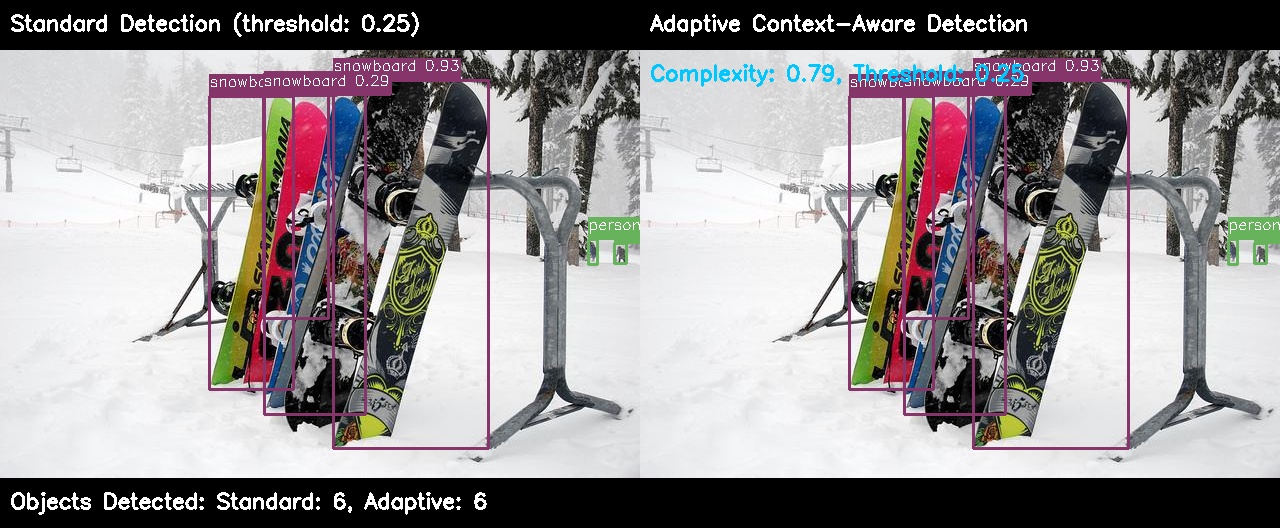 Standard Detection (threshold: 0.25)
Adaptive Context-Aware Detection
snowboard 0.93
snowbo
snowboard 0.29
person
Complexity: 0.79, Threshold: 0.25
snowboard 0.93
snowbo
snowboard 0.29
person
Objects Detected: Standard: 6, Adaptive: 6